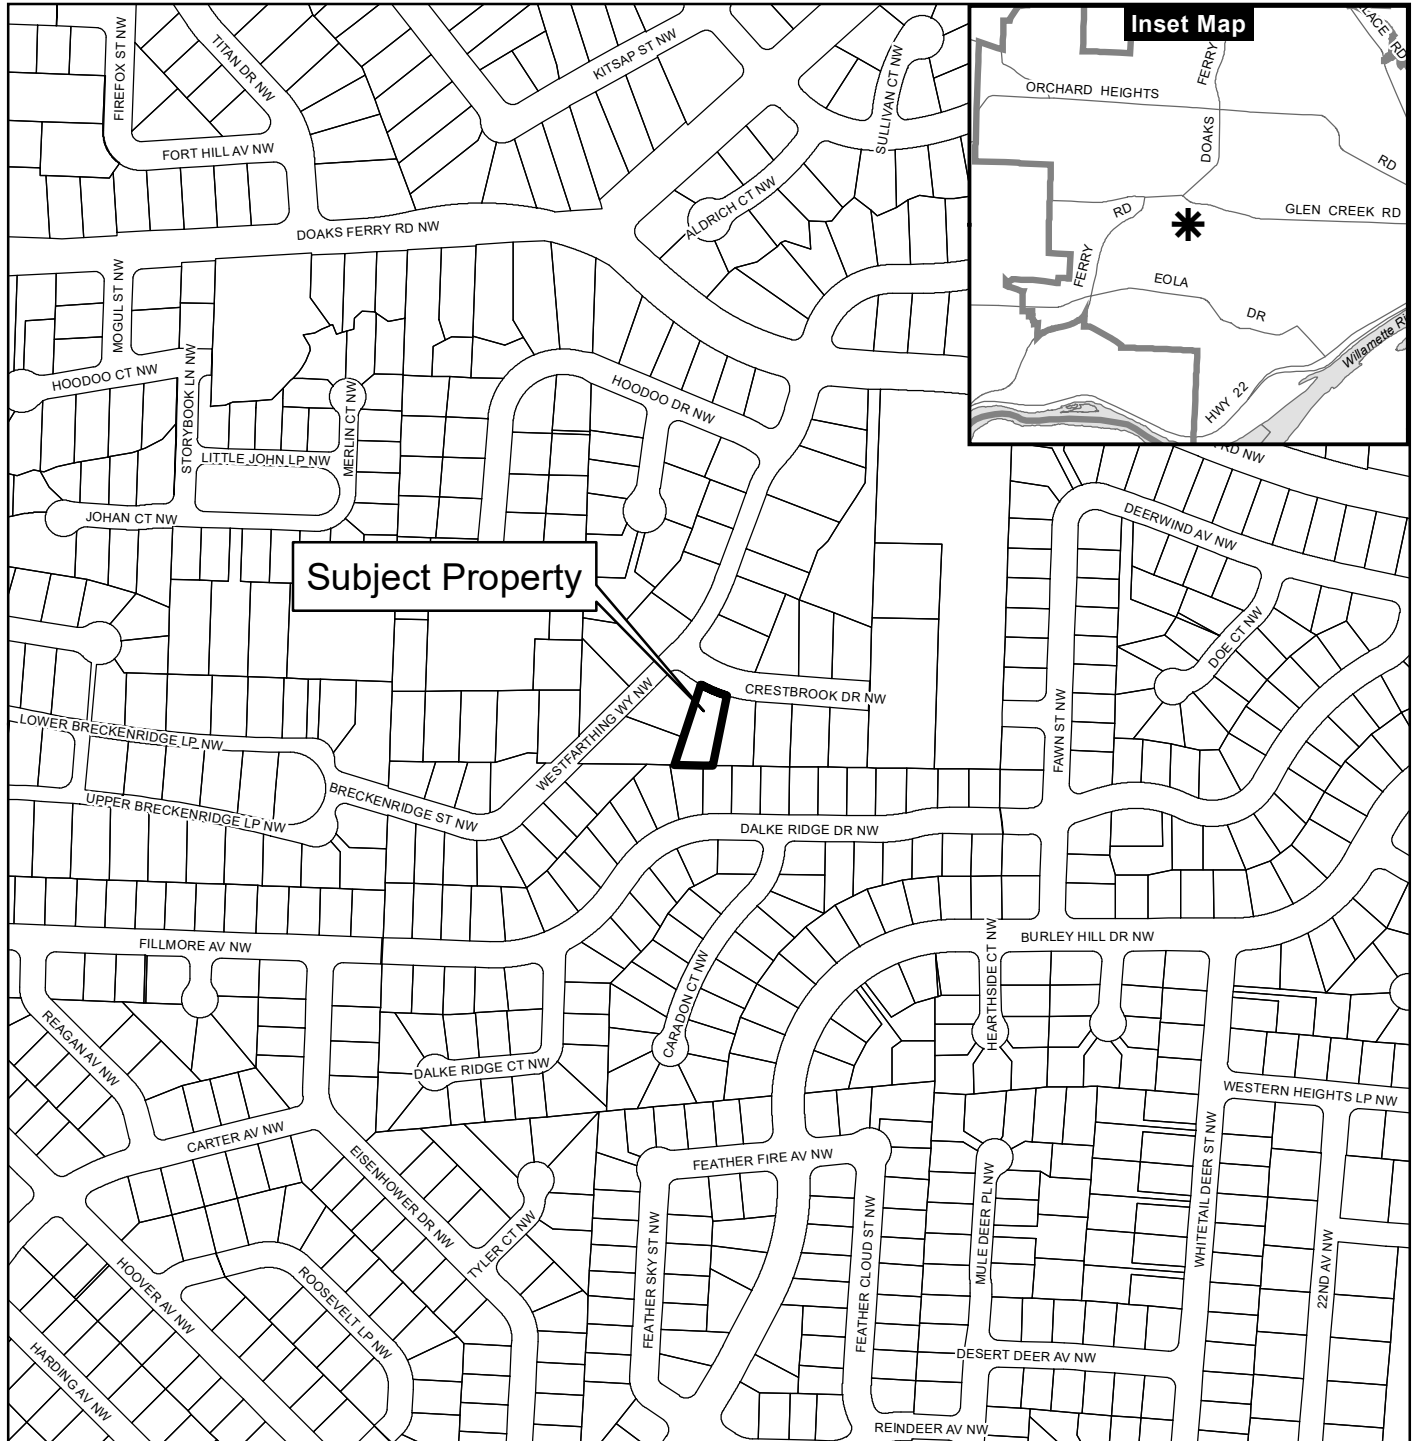 Inset Map
FIREFOX ST NW
TITAN DR NW
KITSAP ST NW
SULLIVAN CT NW
FORT HILL AV NW
ALDRICH CT NW
DOAKS FERRY RD NW
MOGUL ST NW
HOODOO CT NW
STORYBOOK LN NW
MERLIN CT NW
HOODOO DR NW
LITTLE JOHN LP NW
JOHAN CT NW
ORCHARD HEIGHTS
RD
DOAKS
FERRY
GLEN CREEK RD
RD
FERRY
EOLA
DR
HWY 22
Willamette Ri
LACE RD
RD NW
DEERWIND AV NW
DOE CT NW
Subject Property
CRESTBROOK DR NW
WESTFARTHING WY NW
FAWN ST NW
LOWER BRECKENRIDGE LP NW
UPPER BRECKENRIDGE LP NW
BRECKENRIDGE ST NW
DALKE RIDGE DR NW
FILLMORE AV NW
BURLEY HILL DR NW
HEARTHSIDE CT NW
CARADON CT NW
REAGAN AV NW
DALKE RIDGE CT NW
WESTERN HEIGHTS LP NW
CARTER AV NW
EISENHOWER DR NW
FEATHER FIRE AV NW
TYLER CT NW
FEATHER SKY ST NW
FEATHER CLOUD ST NW
MULE DEER PL NW
WHITETAIL DEER ST NW
22ND AV NW
HOOVER AV NW
ROOSEVELT LP NW
HARDING AV NW
DESERT DEER AV NW
REINDEER AV NW